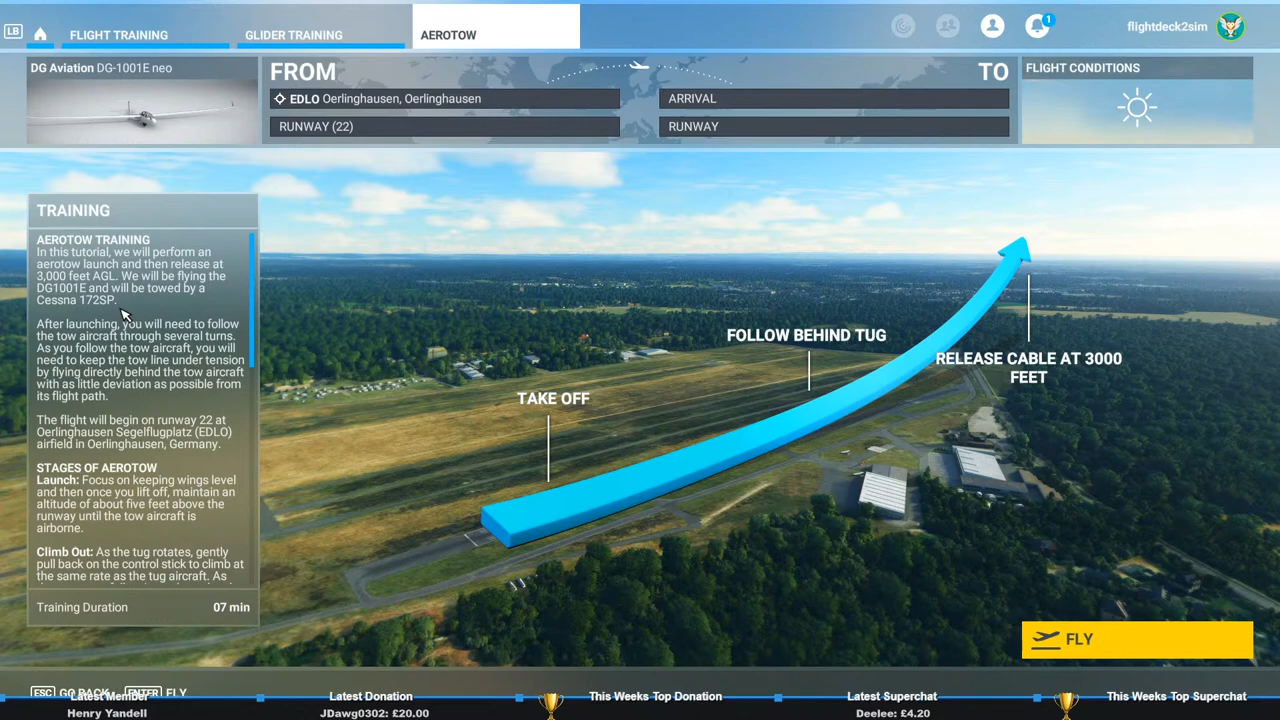 LB
FLIGHT TRAINING
GLIDER TRAINING
AEROTOW
1
flightdeck2sim
DG Aviation DG-1001E neo
FROM
EDLO Oerlinghausen, Oerlinghausen
RUNWAY (22)
TO
ARRIVAL
RUNWAY
FLIGHT CONDITIONS
TRAINING
AEROTOW TRAINING
In this tutorial, we will perform an
aerotow launch and then release at
3,000 feet AGL. We will be flying the
DG1001E and will be towed by a
Cessna 172SP.
After launching, you will need to follow
the tow aircraft through several turns.
As you follow the tow aircraft, you will
need to keep the tow line under tension
by flying directly behind the tow aircraft
with as little deviation as possible from
its flight path.
The flight will begin on runway 22 at
Oerlinghausen Segelflugplatz (EDLO)
airfield in Oerlinghausen, Germany.
STAGES OF AEROTOW
Launch: Focus on keeping wings level
and then once you lift off, maintain an
altitude of about five feet above the
runway until the tow aircraft is
airborne.
Climb Out: As the tug rotates, gently
pull back on the control stick to climb at
the same rate as the tug aircraft. As
Training Duration 07 min
TAKE OFF
FOLLOW BEHIND TUG
RELEASE CABLE AT 3000
FEET
FLY
ESC GO BACK ENTER FLY
Latest Member
Henry Yandell
Latest Donation
JDawg0302: £20.00
This Weeks Top Donation
Latest Superchat
Deelee: £4.20
This Weeks Top Superchat